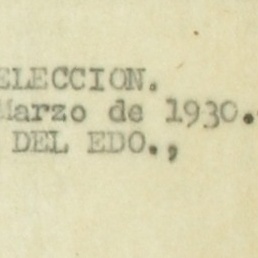 ELECCION.
Marzo de 1930.
DEL EDO.,